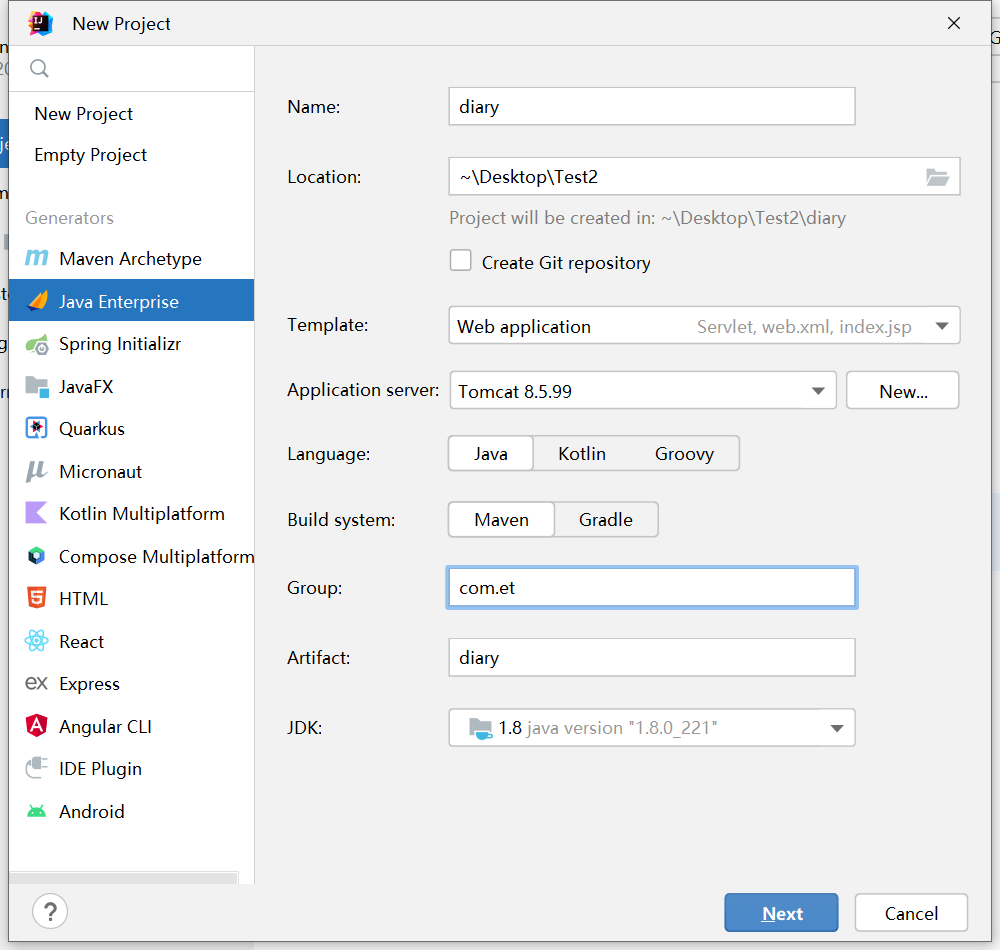 New Project
New Project
Empty Project
Generators
Maven Archetype
Java Enterprise
Spring Initializr
JavaFX
Quarkus
Micronaut
Kotlin Multiplatform
Compose Multiplatform
HTML
React
Express
Angular CLI
IDE Plugin
Android
Name: diary
Location: ~\Desktop\Test2
Project will be created in: ~\Desktop\Test2\diary
Create Git repository
Template: Web application Servlet, web.xml, index.jsp
Application server: Tomcat 8.5.99 New...
Language: Java Kotlin Groovy
Build system: Maven Gradle
Group: com.et
Artifact: diary
JDK: 1.8 java version "1.8.0_221"
? Next Cancel